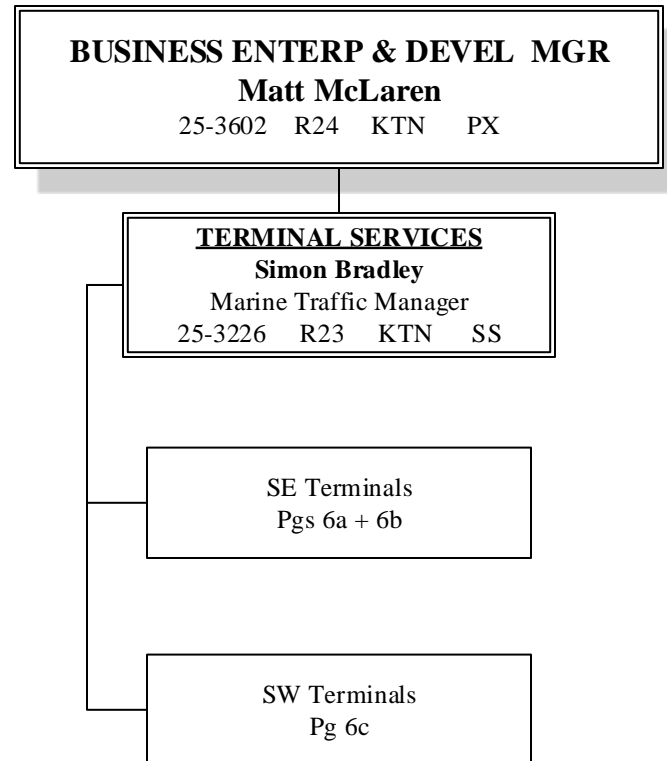 BUSINESS ENTERP & DEVEL MGR
Matt McLaren
25-3602 R24 KTN PX
TERMINAL SERVICES
Simon Bradley
Marine Traffic Manager
25-3226 R23 KTN SS
SE Terminals
Pgs 6a + 6b
SW Terminals
Pg 6c